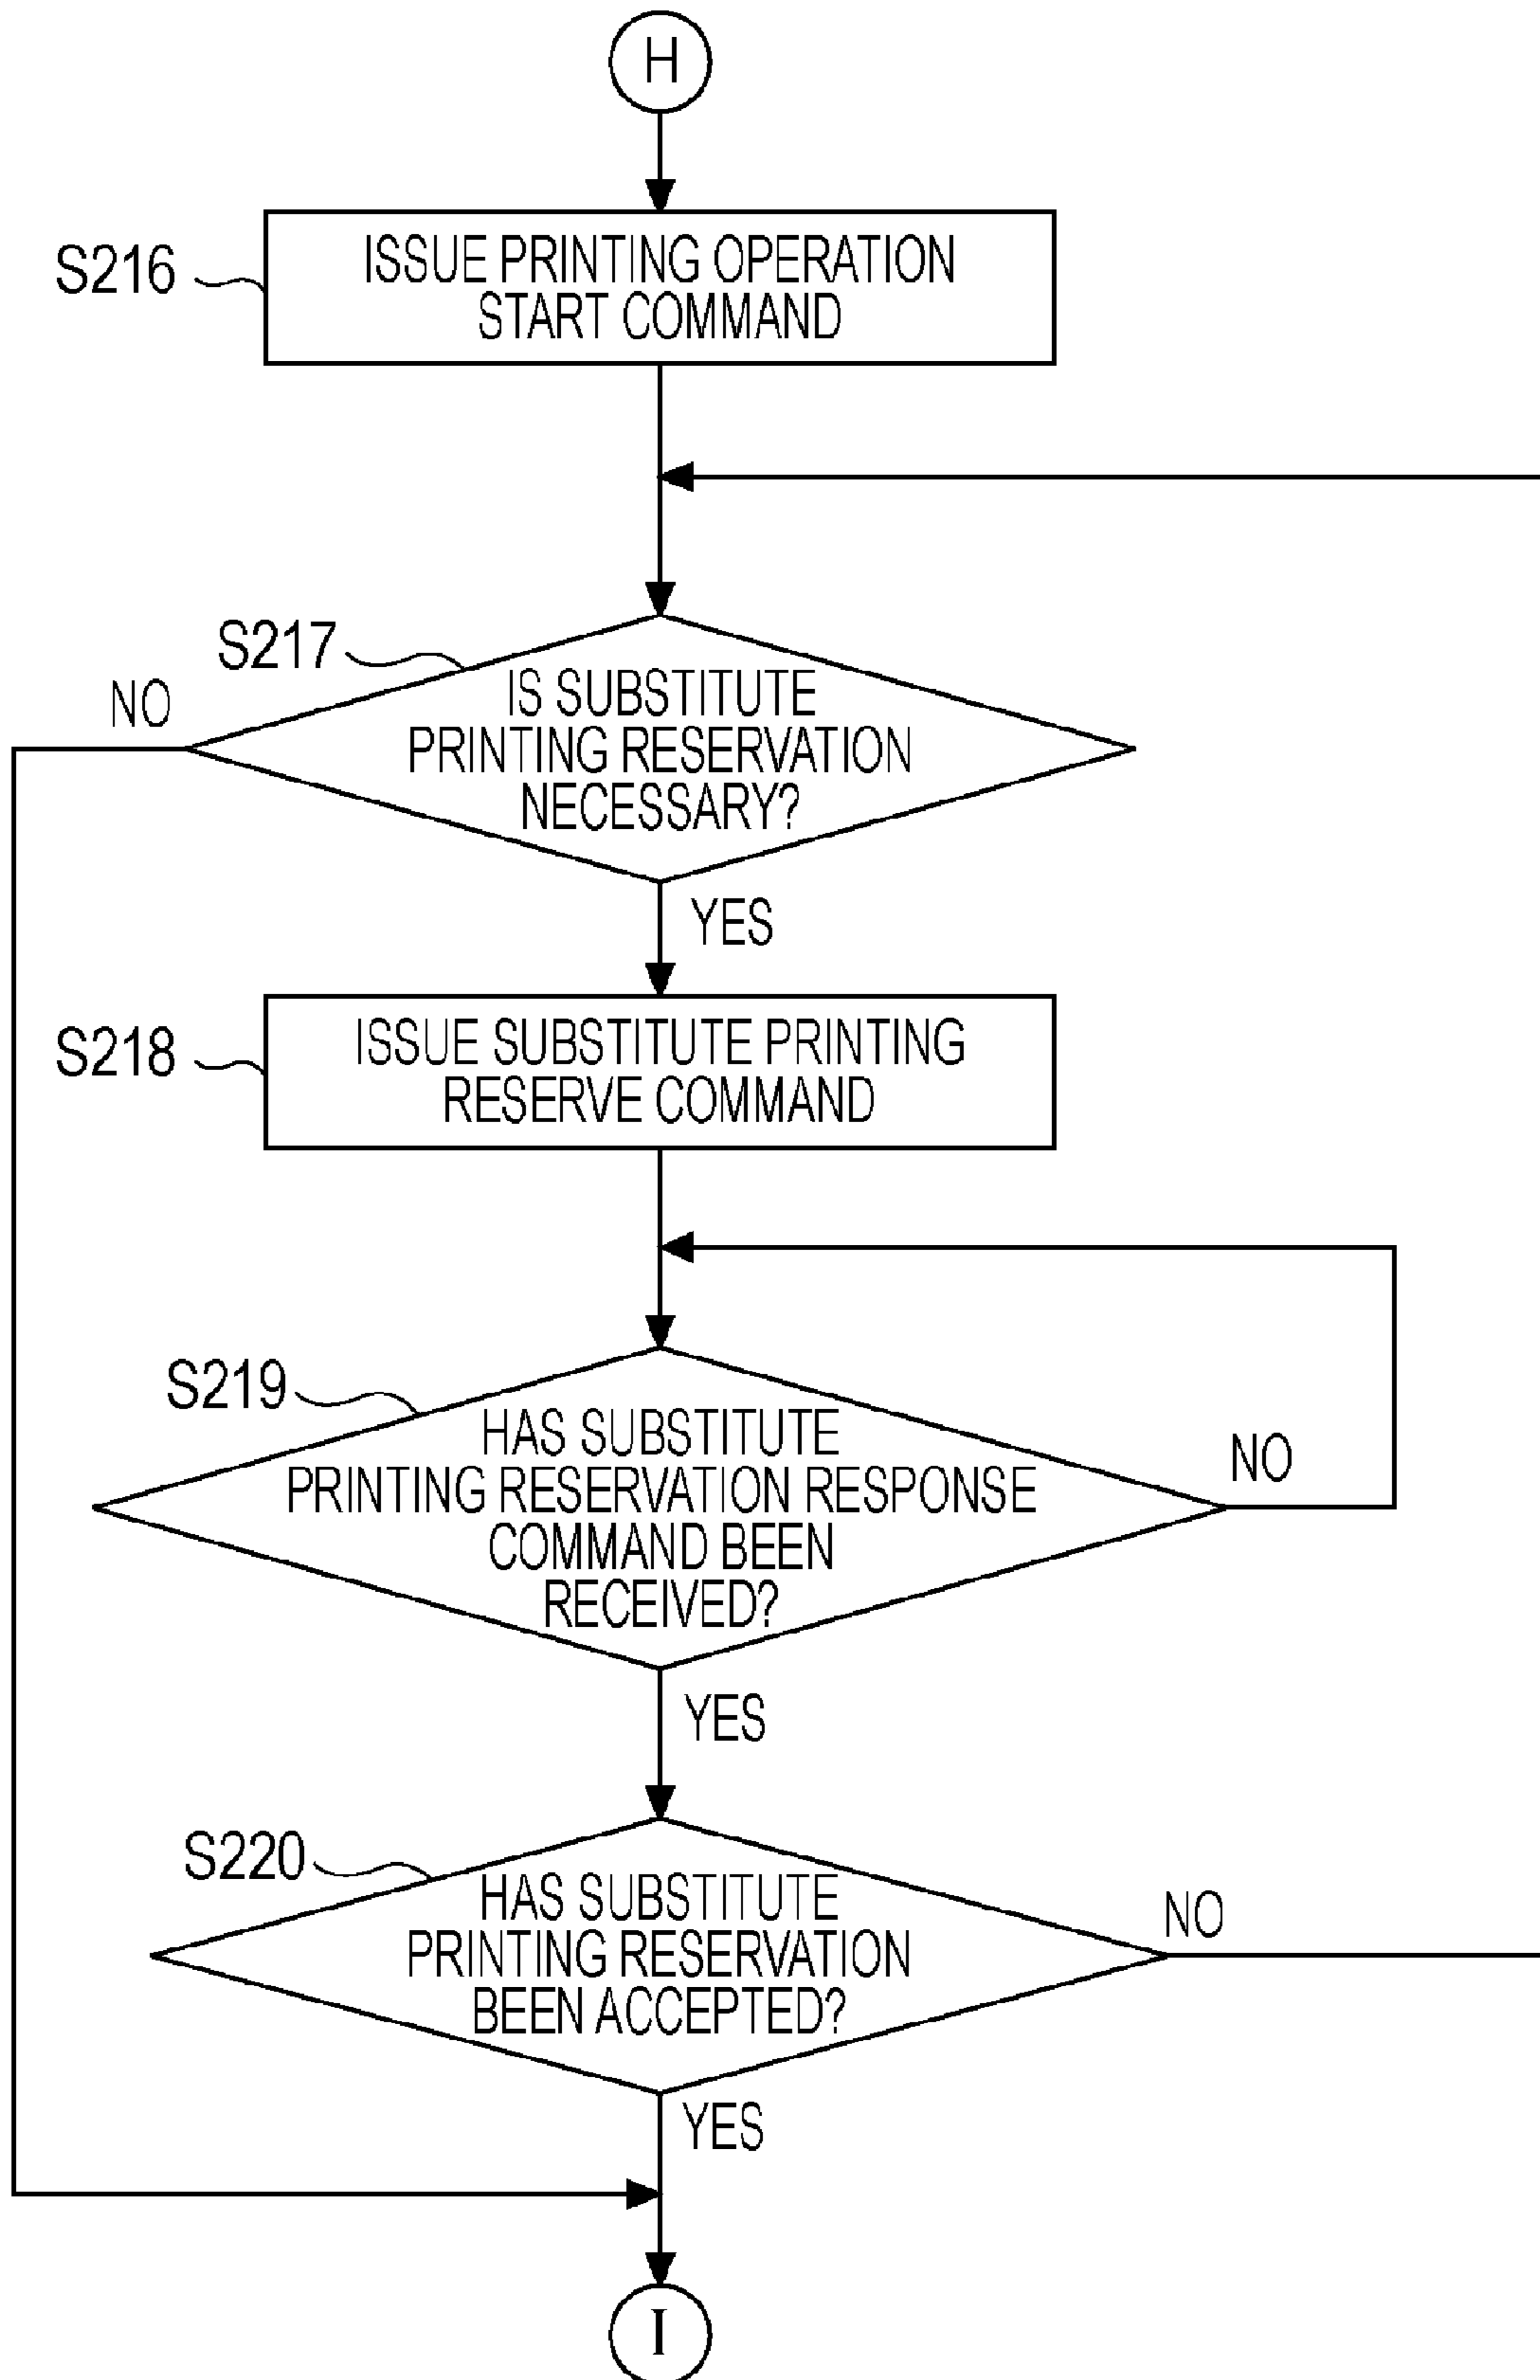 H
S216
ISSUE PRINTING OPERATION
START COMMAND
S217
NO
IS SUBSTITUTE
PRINTING RESERVATION
NECESSARY?
YES
S218
ISSUE SUBSTITUTE PRINTING
RESERVE COMMAND
S219
HAS SUBSTITUTE
PRINTING RESERVATION RESPONSE
COMMAND BEEN
RECEIVED?
NO
YES
S220
HAS SUBSTITUTE
PRINTING RESERVATION
BEEN ACCEPTED?
NO
YES
I